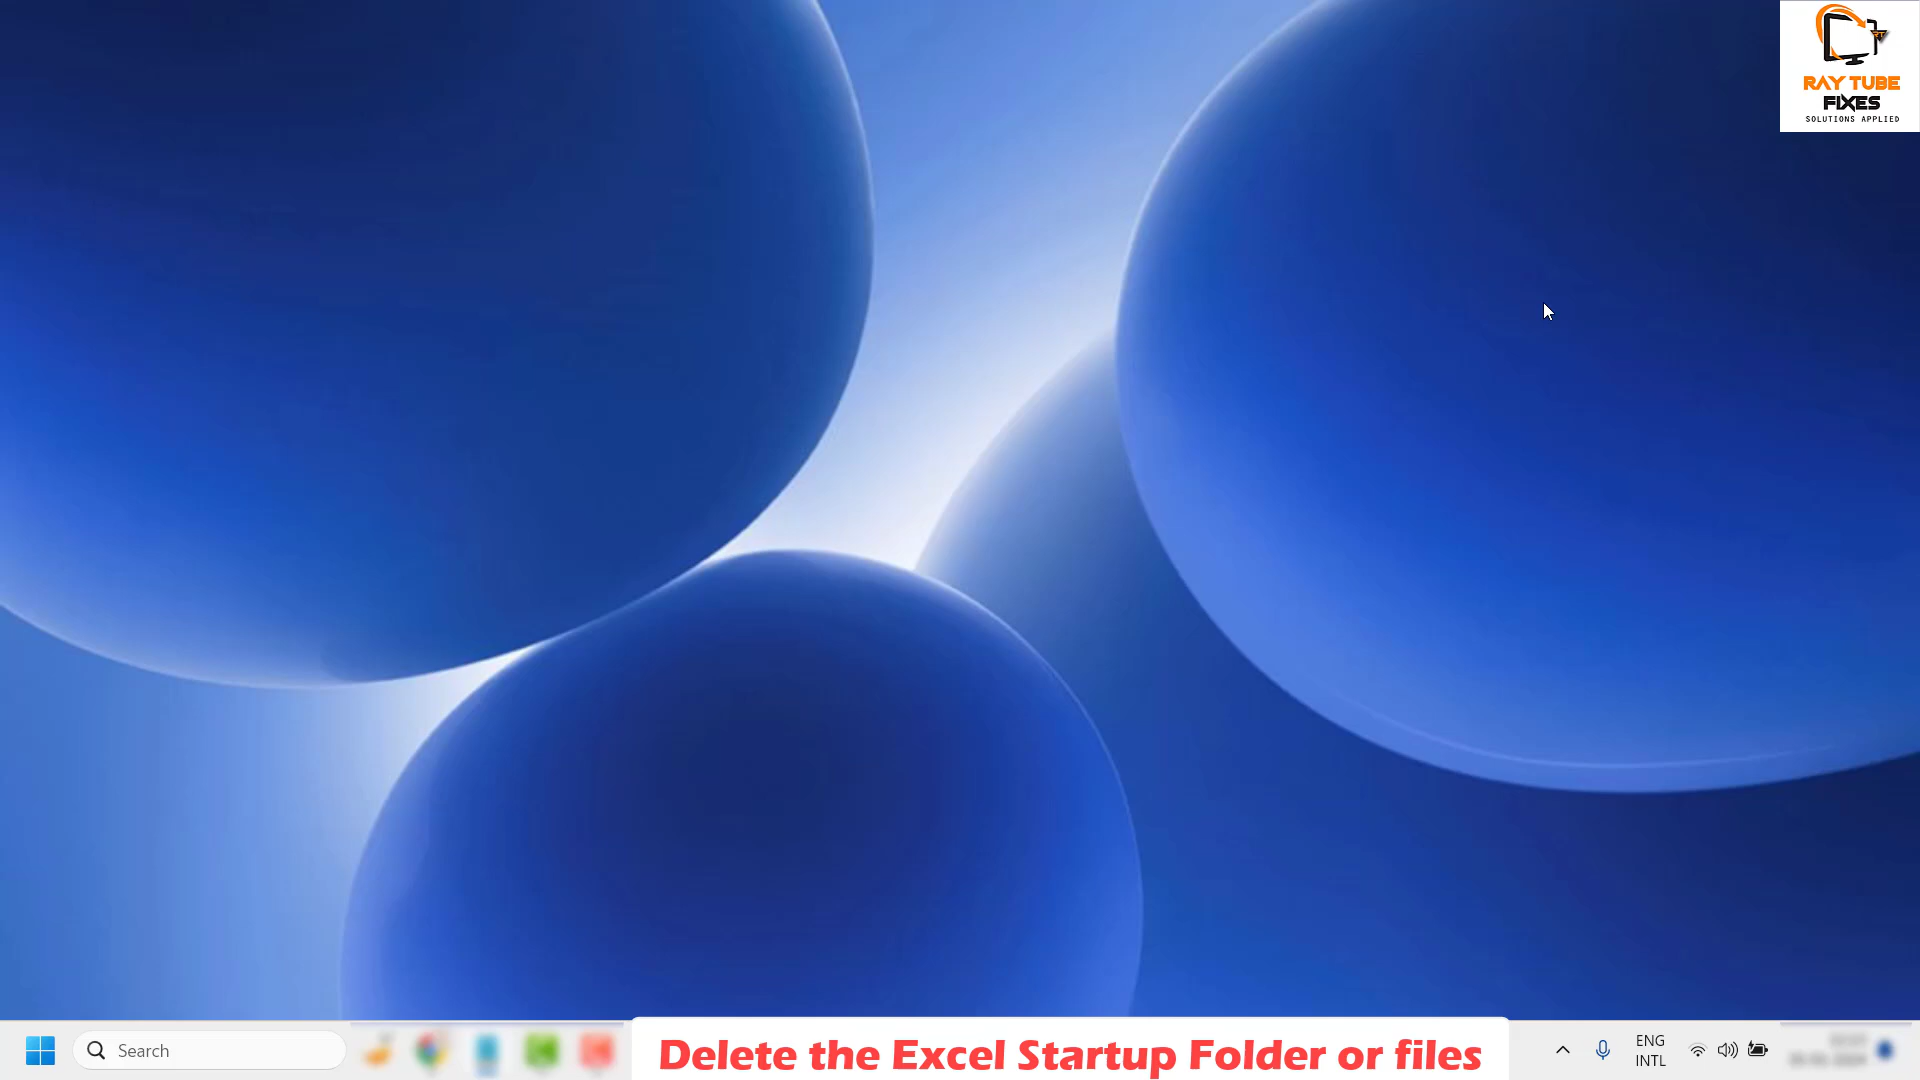 RAY TUBE
FIXES
SOLUTIONS APPLIED
Search
Delete the Excel Startup Folder or files
ENG
INTL